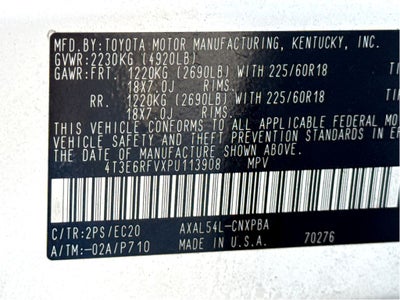 MFD.BY:TOYOTA MOTOR MANUFACTURING, KENTUCKY, INC.
GVWR:2230KG (4920LB)
GAWR:FRT. 1220KG (2690LB) WITH 225/60R18 TI
18X7.0J RIMS.
RR. 1220KG (2690LB) WITH 225/60R18 TI
18X7.0J RIMS.
THIS VEHICLE CONFORMS TO ALL APPLICABLE FEDERAL MO
VEHICLE SAFETY AND THEFT PREVENTION STANDARDS IN E
THE DATE OF MANUFACTURE SHOWN ABOVE.
4T3E6RFVXPU113908 MPV
C/TR:2PS/EC20 AXAL54L-CNXPBA
A/TM:-02A/P710 MADE IN U.S.A. 70276